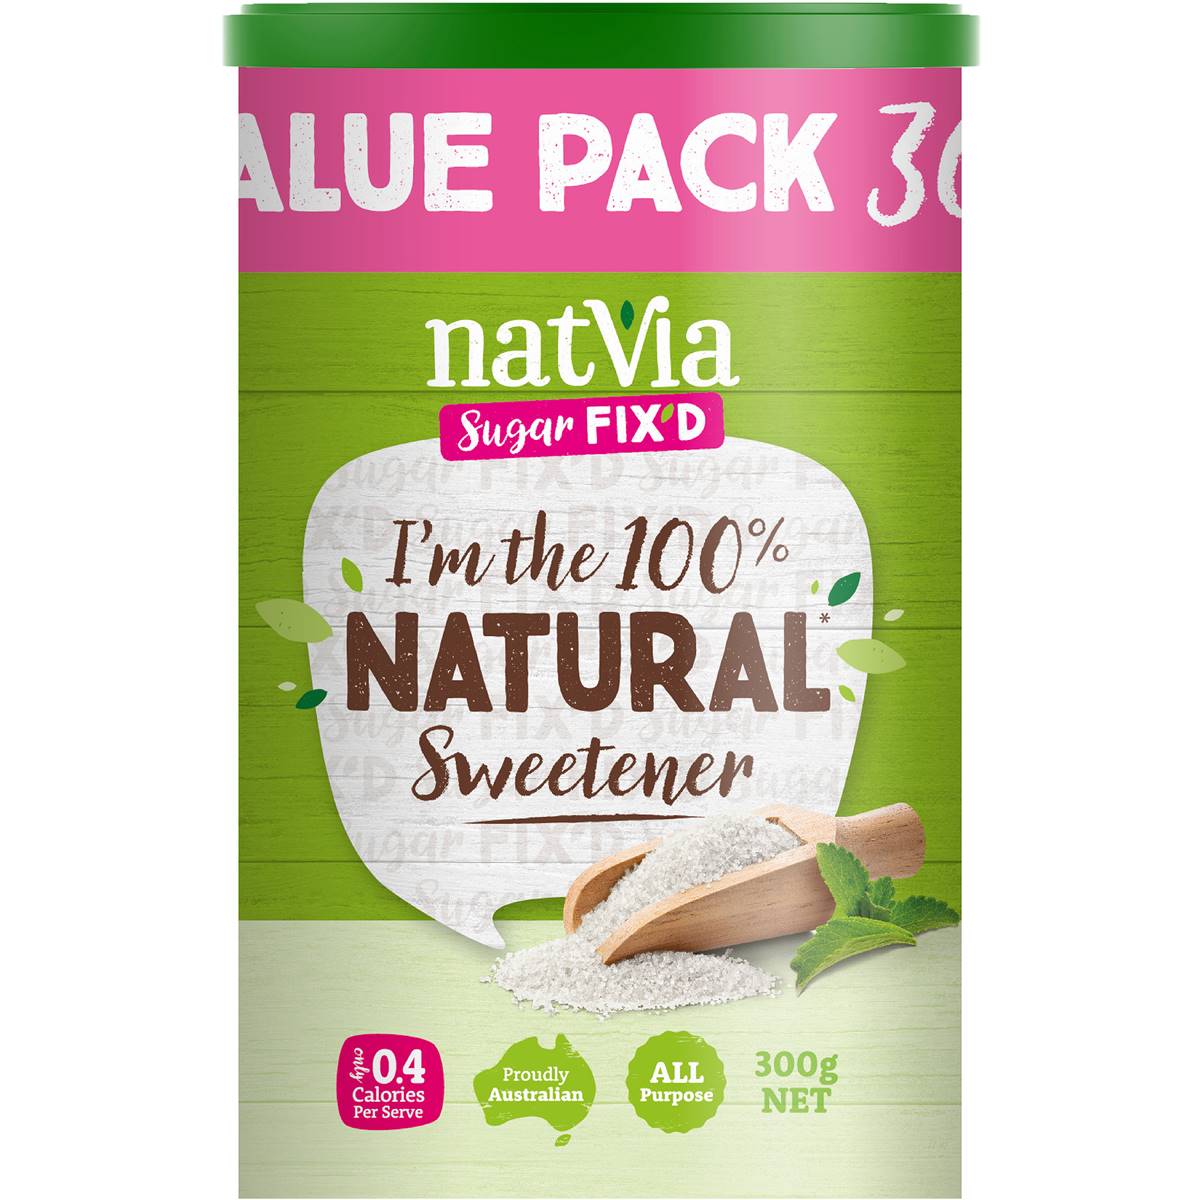 ALUE PACK 30
natvia
Sugar FIX'D
I'm the 100%
NATURAL*
Sweetener
only 0.4
Calories
Per Serve
Proudly
Australian
ALL
Purpose
300g
NET